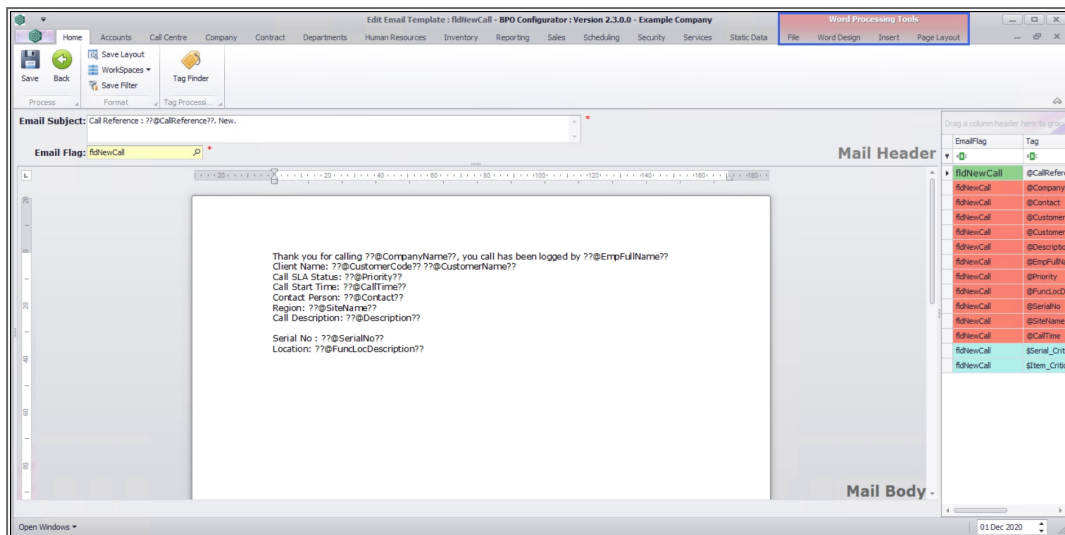 Edit Email Template : fldNewCall - BPO Configurator : Version 2.3.0.0 - Example Company
Word Processing Tools
Home Accounts Call Centre Company Contract Departments Human Resources Inventory Reporting Sales Scheduling Security Services Static Data File Word Design Insert Page Layout
Save
Back
Save Layout
WorkSpaces
Save Filter
Tag Finder
Process
Format
Tag Processi...
Email Subject: Call Reference : ??@CallReference??. New. *
Email Flag: fldNewCall *
Mail Header
Thank you for calling ??@CompanyName??, you call has been logged by ??@EmpFullName??
Client Name: ??@CustomerCode?? ??@CustomerName??
Call SLA Status: ??@Priority??
Call Start Time: ??@CallTime??
Contact Person: ??@Contact??
Region: ??@SiteName??
Call Description: ??@Description??
Serial No : ??@SerialNo??
Location: ??@FuncLocDescription??
Mail Body
Drag a column header here to grou
EmailFlag Tag
fldNewCall @CallRefere
fldNewCall @Company
fldNewCall @Contact
fldNewCall @Customer
fldNewCall @Customer
fldNewCall @Descriptio
fldNewCall @EmpFullNa
fldNewCall @Priority
fldNewCall @FuncLocD
fldNewCall @SerialNo
fldNewCall @SiteName
fldNewCall @CallTime
fldNewCall $Serial_Crit
fldNewCall $Item_Critic
Open Windows
01 Dec 2020